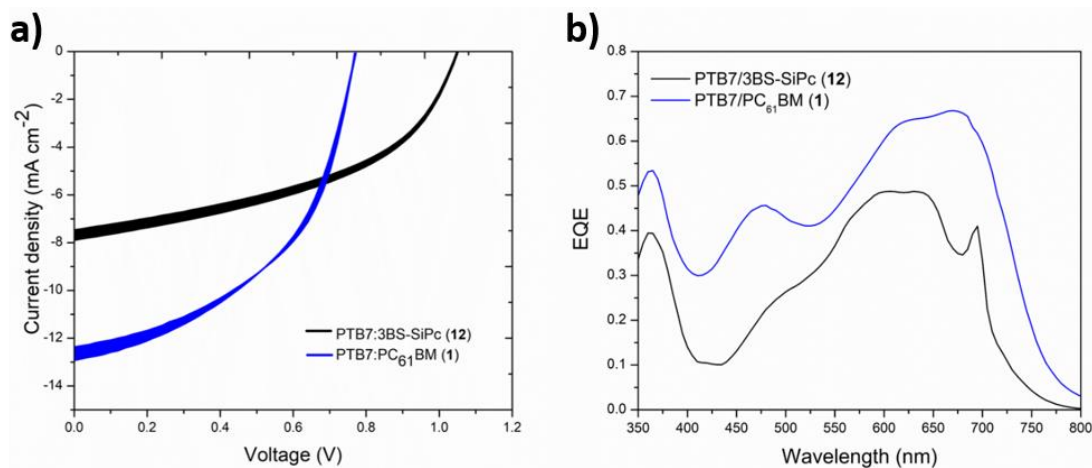 a)
Current density (mA cm-2)
0
-2
-4
-6
-8
-10
-12
-14
PTB7:3BS-SiPc (12)
PTB7:PC61BM (1)
0.0 0.2 0.4 0.6 0.8 1.0 1.2
Voltage (V)
b)
EQE
0.8
0.7
0.6
0.5
0.4
0.3
0.2
0.1
0.0
PTB7/3BS-SiPc (12)
PTB7/PC61BM (1)
350 400 450 500 550 600 650 700 750 800
Wavelength (nm)